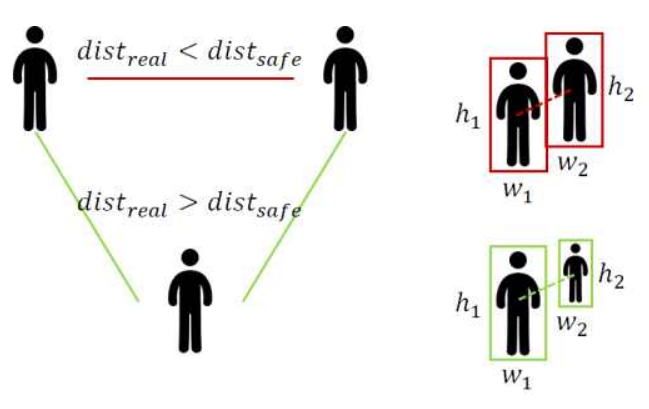 dist_real < dist_safe
dist_real > dist_safe
h_1
h_2
w_2
w_1
h_1
h_2
w_2
w_1